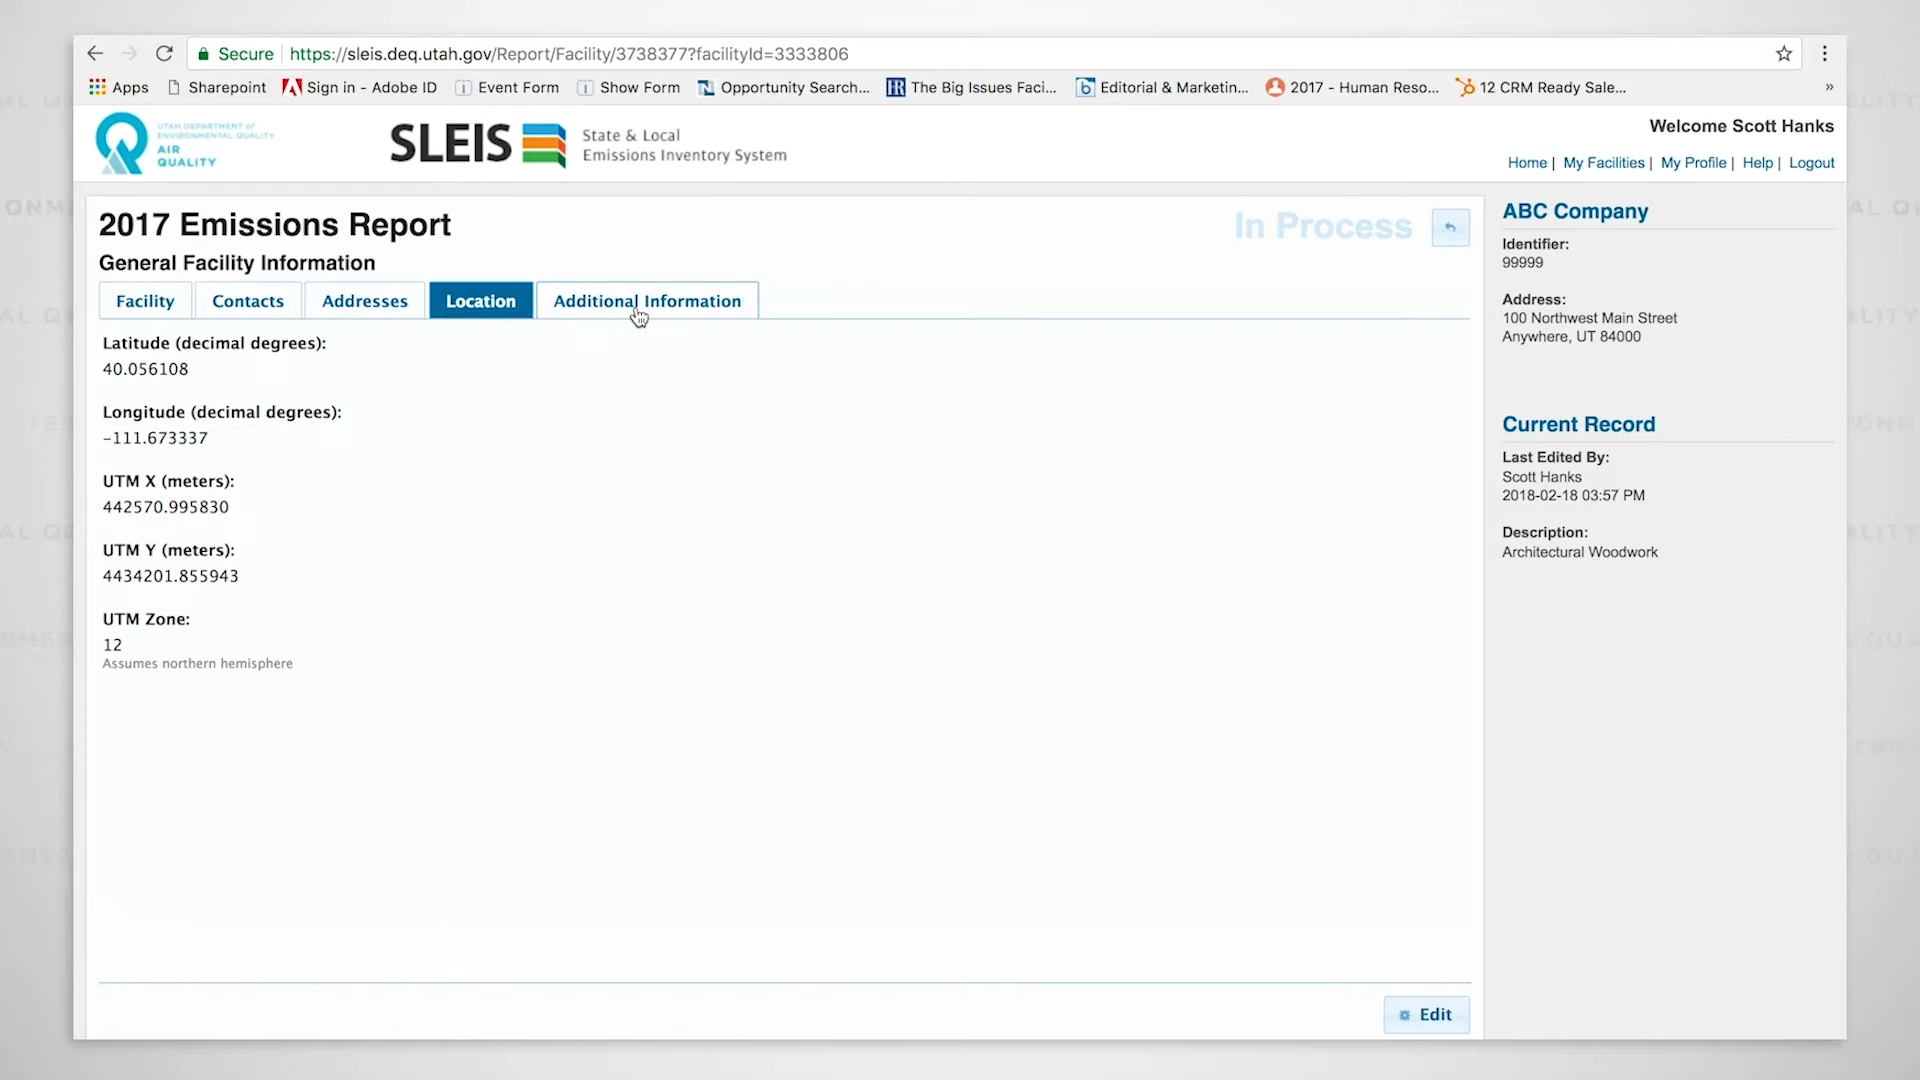 Secure https://sleis.deq.utah.gov/Report/Facility/3738377?facilityId=3333806
Apps Sharepoint Sign in - Adobe ID Event Form Show Form Opportunity Search... The Big Issues Faci... Editorial & Marketin... 2017 - Human Reso... 12 CRM Ready Sale... »
UTAH DEPARTMENT of
ENVIRONMENTAL QUALITY
AIR
QUALITY
SLEIS
State & Local
Emissions Inventory System
Welcome Scott Hanks
Home | My Facilities | My Profile | Help | Logout
2017 Emissions Report
In Process
General Facility Information
Facility Contacts Addresses Location Additional Information
Latitude (decimal degrees):
40.056108
Longitude (decimal degrees):
-111.673337
UTM X (meters):
442570.995830
UTM Y (meters):
4434201.855943
UTM Zone:
12
Assumes northern hemisphere
Edit
ABC Company
Identifier:
99999
Address:
100 Northwest Main Street
Anywhere, UT 84000
Current Record
Last Edited By:
Scott Hanks
2018-02-18 03:57 PM
Description:
Architectural Woodwork